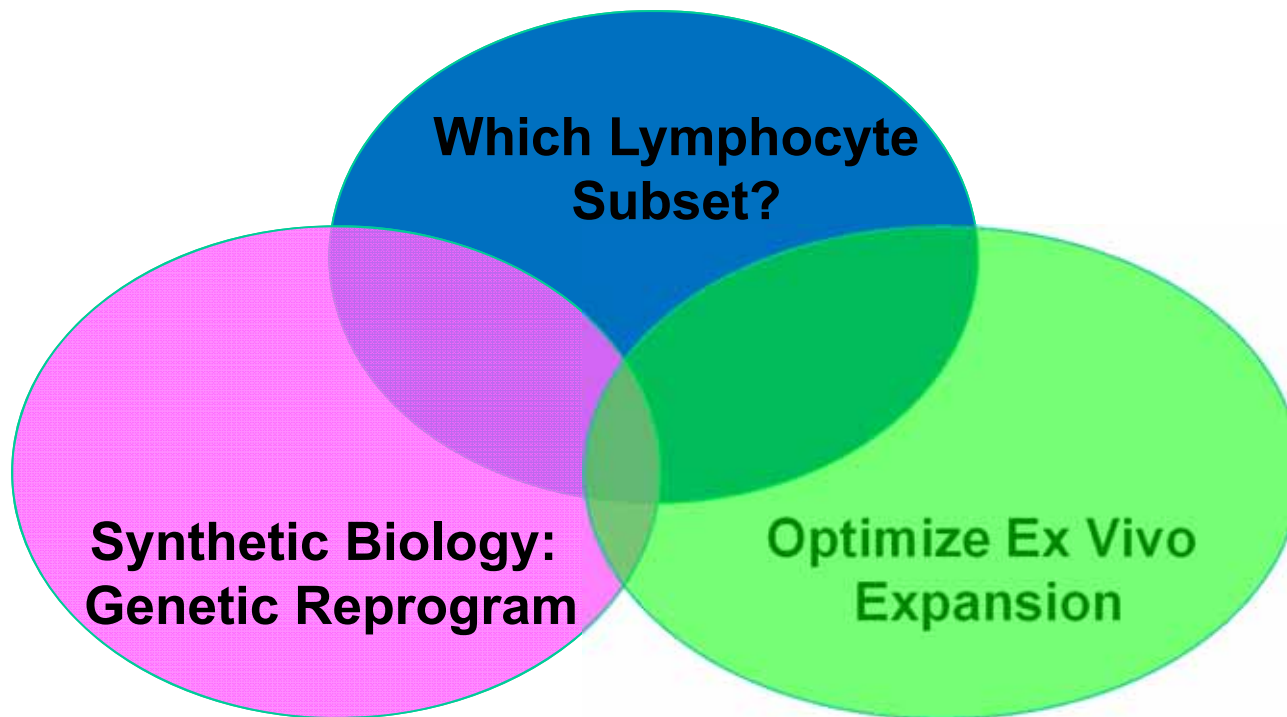 Which Lymphocyte
Subset?
Synthetic Biology:
Genetic Reprogram
Optimize Ex Vivo
Expansion